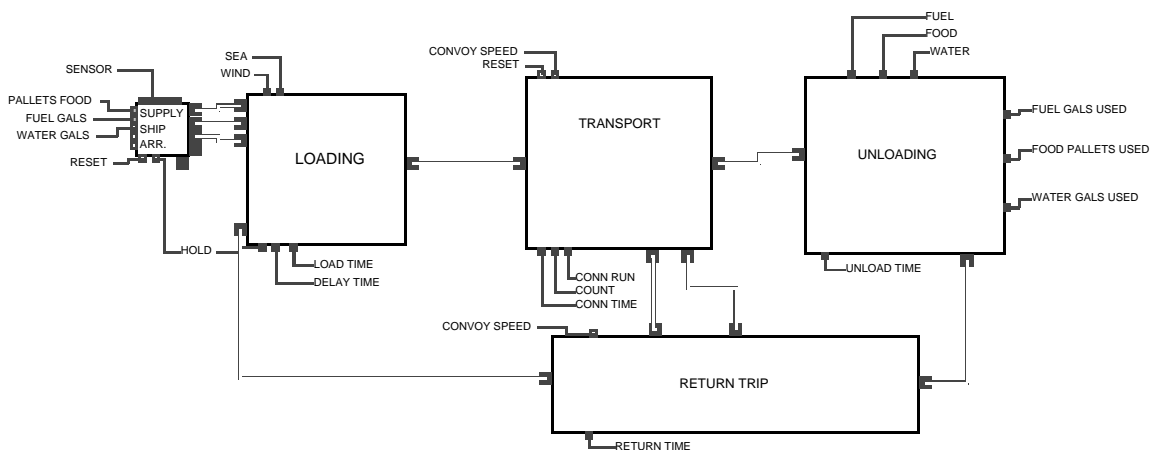 FUEL
FOOD
WATER
CONVOY SPEED
RESET
SEA
WIND
SENSOR
PALLETS FOOD
FUEL GALS
WATER GALS
RESET
SUPPLY
SHIP
ARR.
HOLD
LOADING
LOAD TIME
DELAY TIME
TRANSPORT
CONN RUN
COUNT
CONN TIME
UNLOADING
FUEL GALS USED
FOOD PALLETS USED
WATER GALS USED
UNLOAD TIME
CONVOY SPEED
RETURN TRIP
RETURN TIME